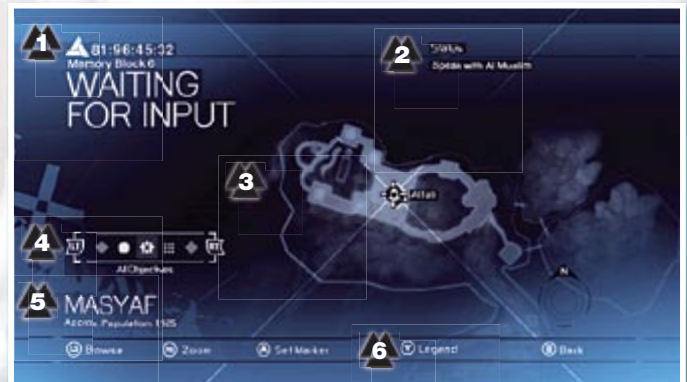 1
81:96:45:02
Memory Block 6
WAITING
FOR INPUT
2
Status
Speak with Al Mualim
3
Altaïr
4
LT
RT
All Objectives
N
5
MASYAF
Approx. Population 1525
Browse
Zoom
A Set Marker
6
Y Legend
B Back